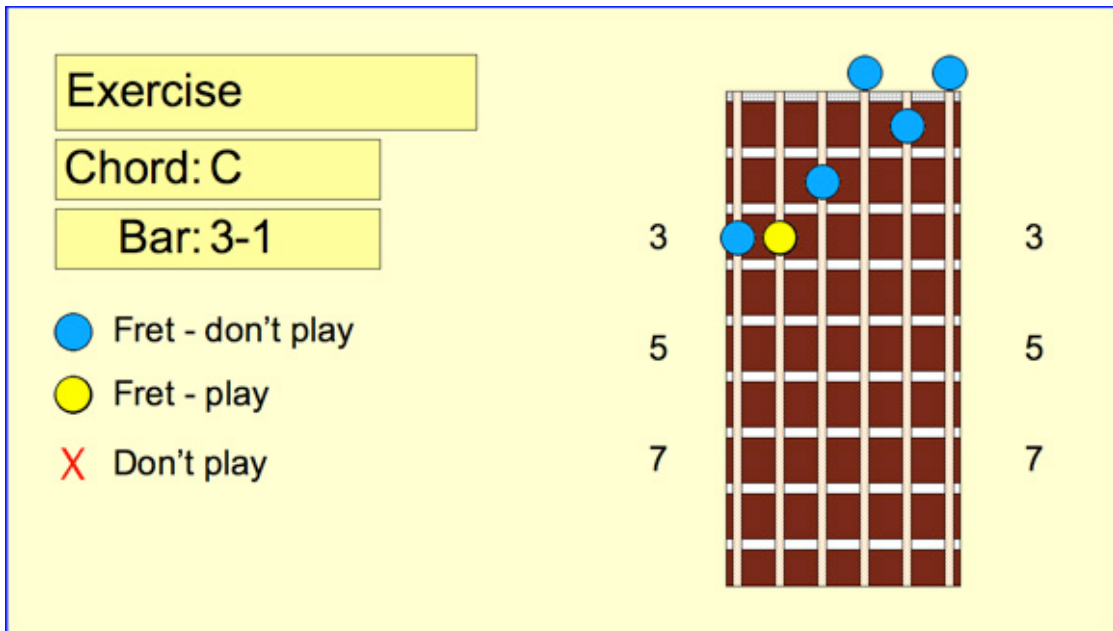 Exercise
Chord: C
Bar: 3-1
Fret - don’t play
Fret - play
X Don’t play
3 3
5 5
7 7